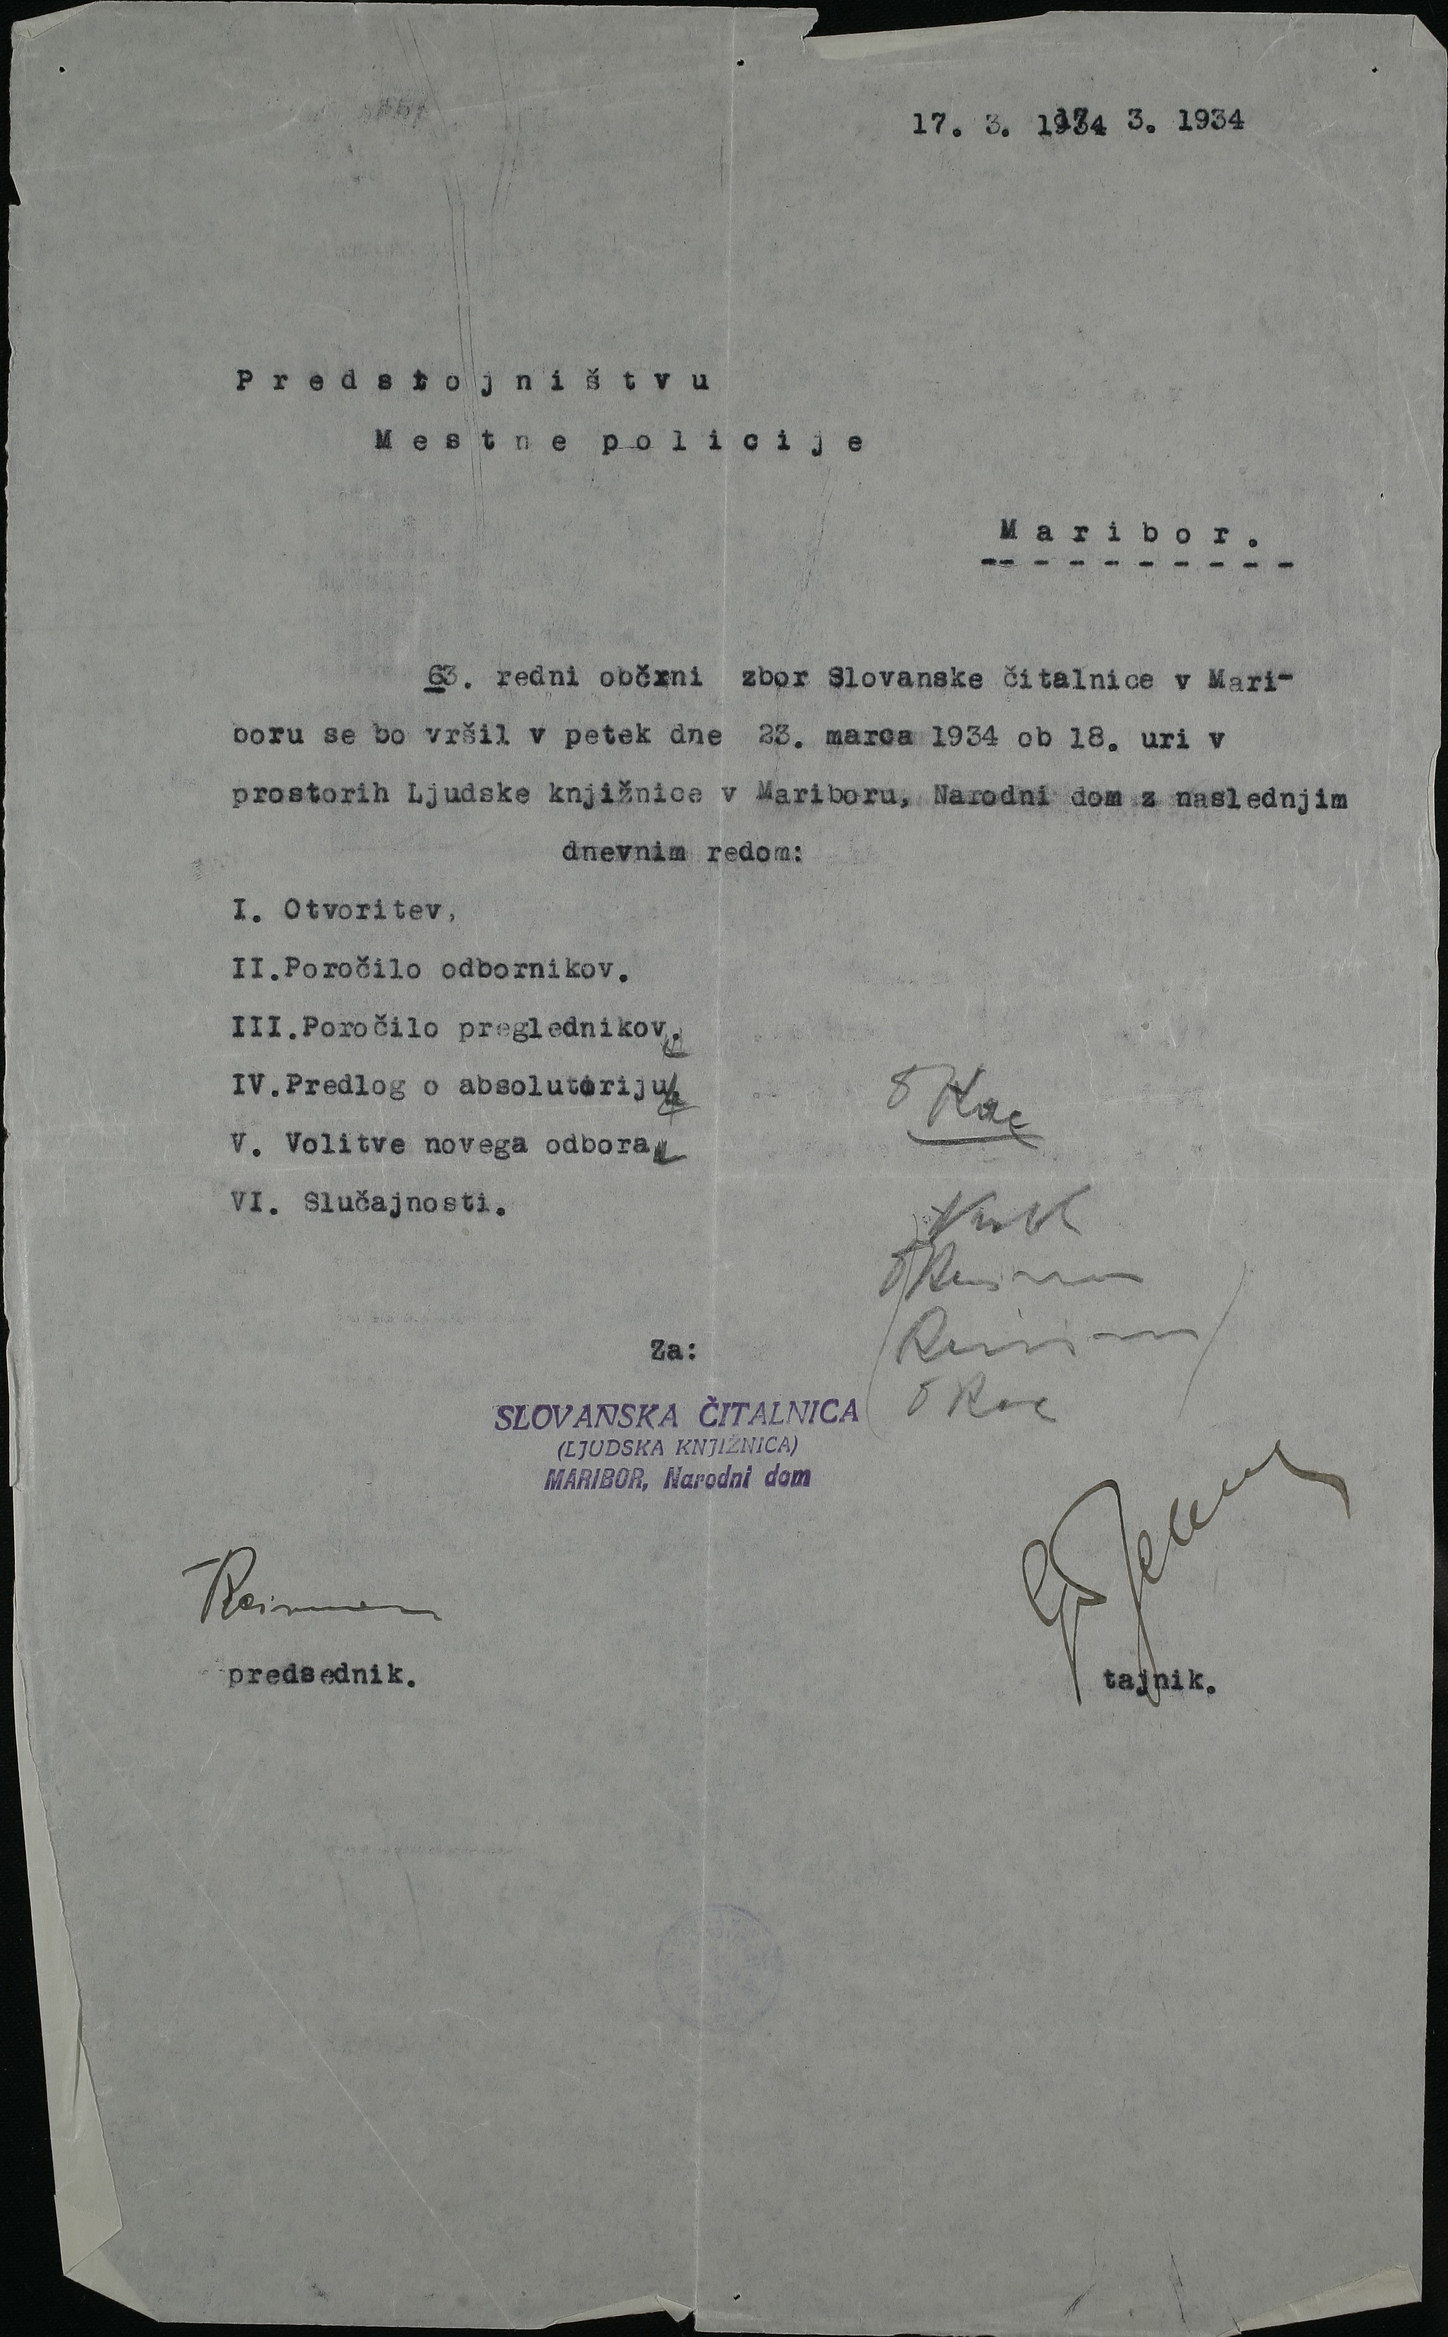 17. 3. 1934 17 3. 1934
Predstojništvu
Mestne policije
Maribor.
63. redni občni zbor Slovanske čitalnice v Mari-
boru se bo vršil v petek dne 23. marca 1934 ob 18. uri v
prostorih Ljudske knjižnice v Mariboru, Narodni dom z naslednjim
dnevnim redom:
I. Otvoritev,
II.Poročilo odbornikov.
III.Poročilo preglednikov.
IV.Predlog o absolutoriju.
V. Volitve novega odbora
VI. Slučajnosti.
Za:
SLOVANSKA ČITALNICA
(LJUDSKA KNJIŽNICA)
MARIBOR, Narodni dom
predsednik.
tajnik.